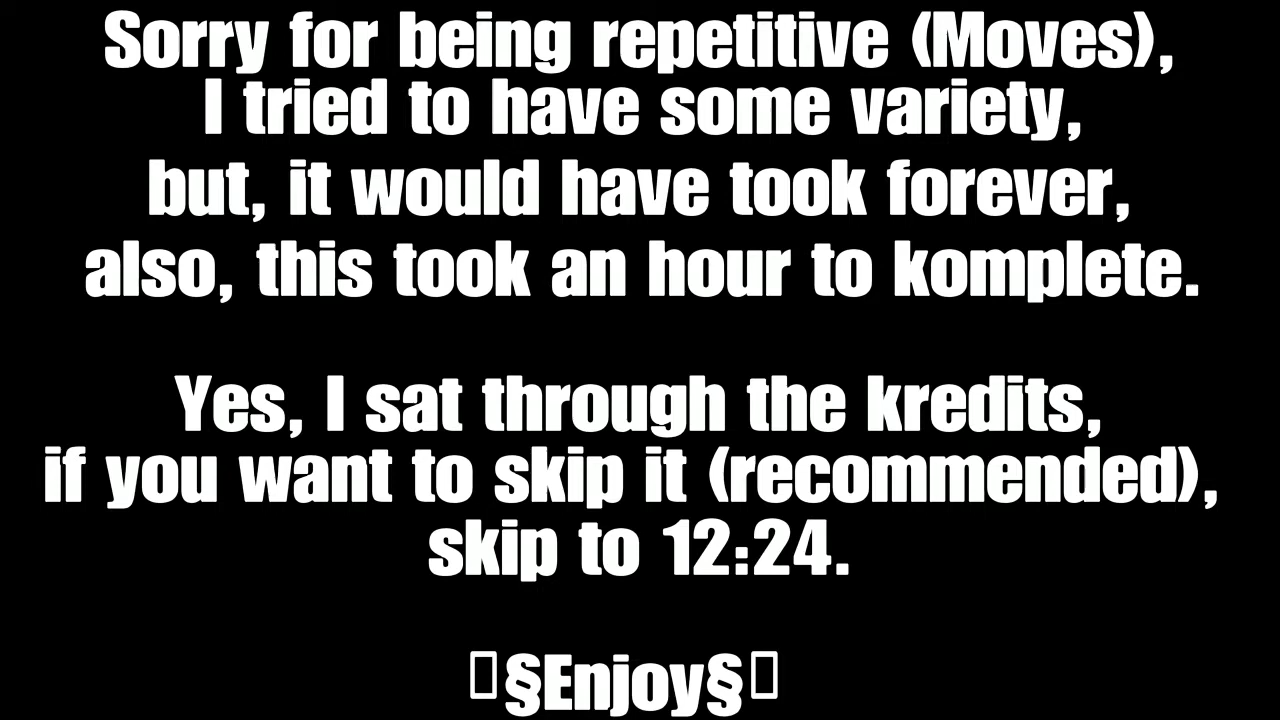 Sorry for being repetitive (Moves),
I tried to have some variety,
but, it would have took forever,
also, this took an hour to komplete.
Yes, I sat through the kredits,
if you want to skip it (recommended),
skip to 12:24.
▯§Enjoy§▯